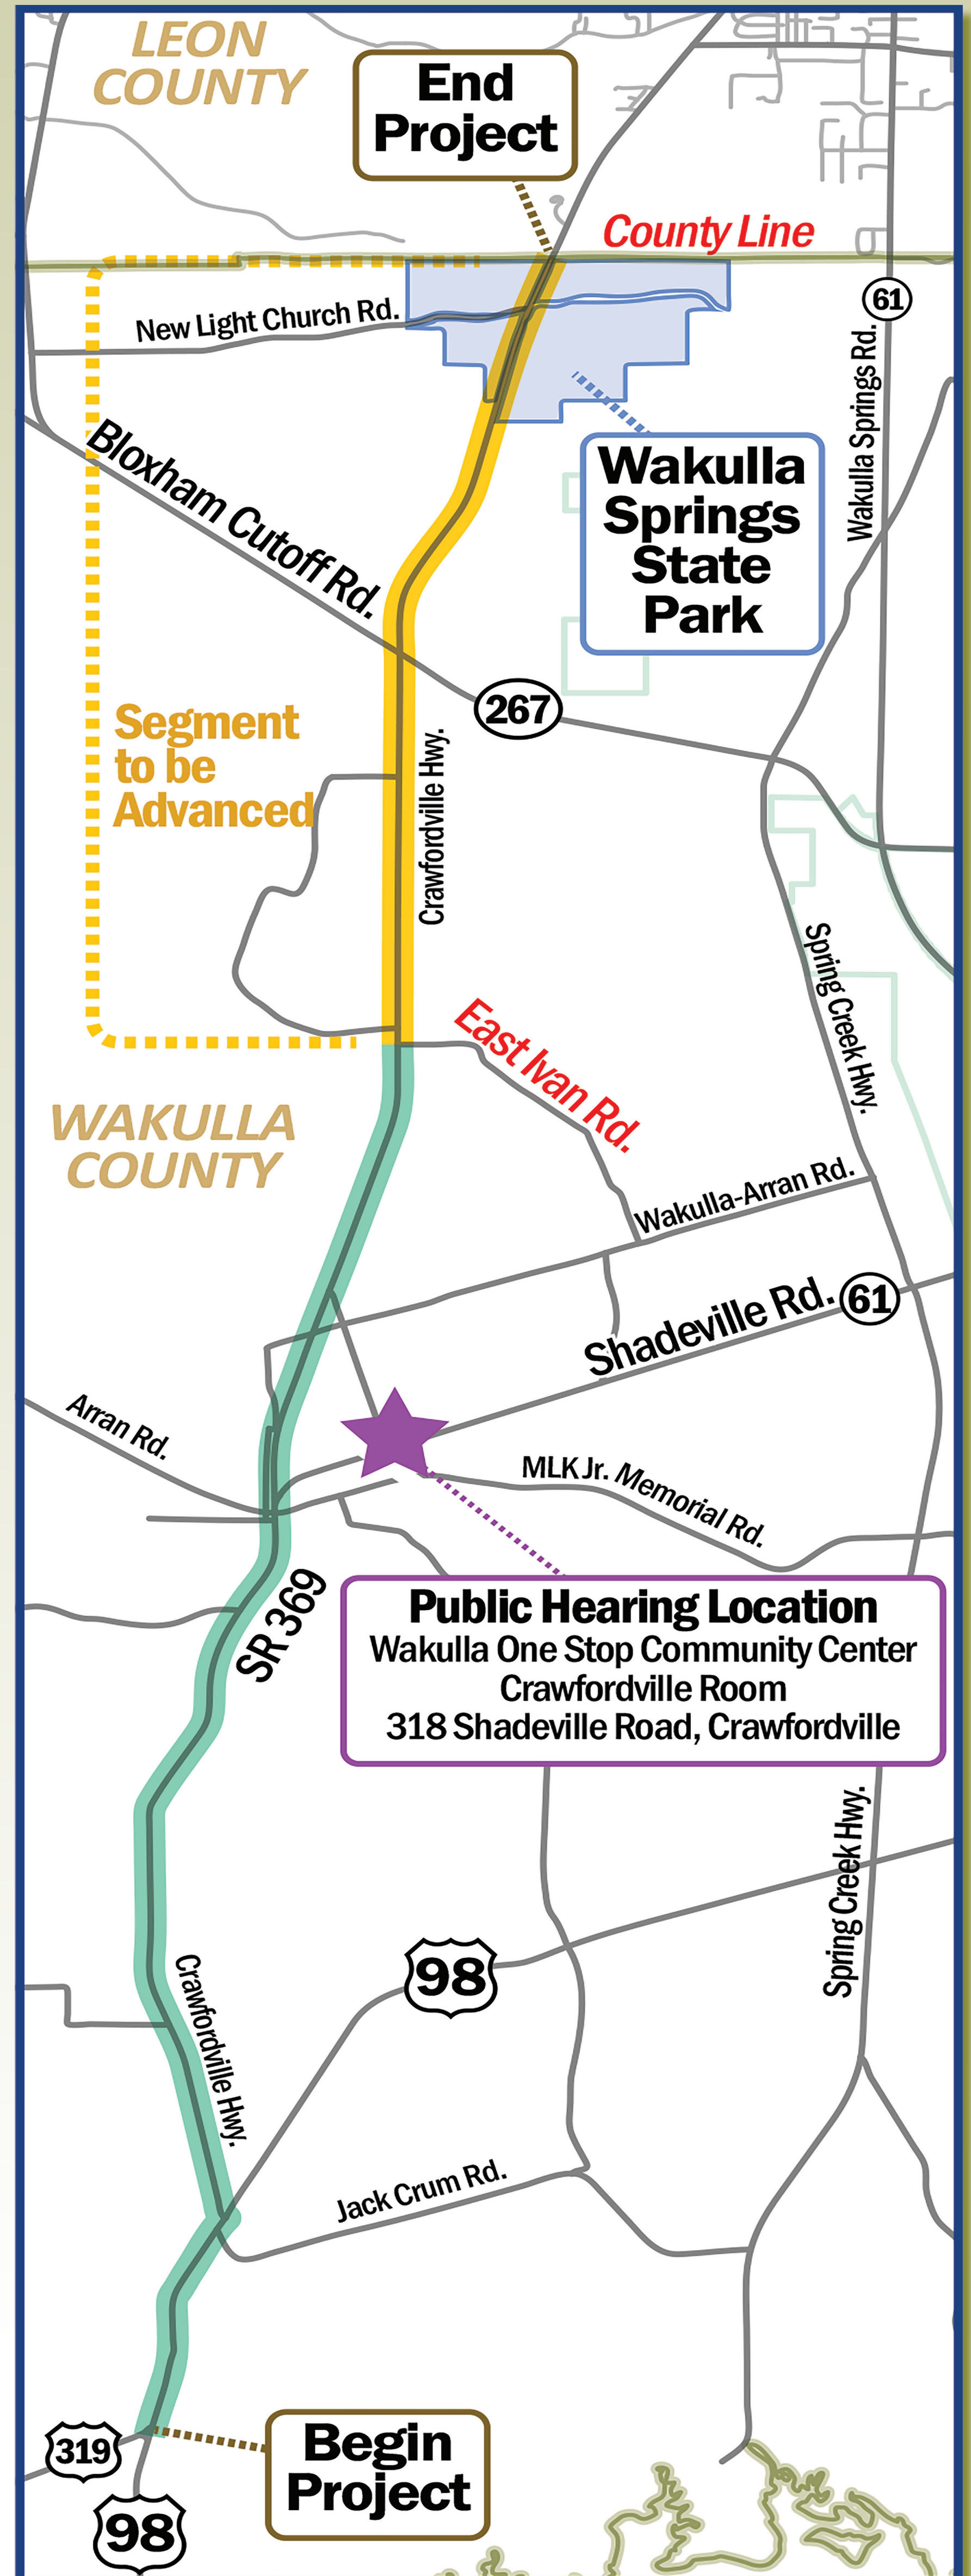 LEON
COUNTY
End
Project
County Line
61
New Light Church Rd.
Wakulla Springs Rd.
Bloxham Cutoff Rd.
Wakulla
Springs
State
Park
267
Segment
to be
Advanced
Crawfordville Hwy.
Spring Creek Hwy.
East Ivan Rd.
WAKULLA
COUNTY
Wakulla-Arran Rd.
Shadeville Rd.
61
Arran Rd.
MLK Jr. Memorial Rd.
SR 369
Public Hearing Location
Wakulla One Stop Community Center
Crawfordville Room
318 Shadeville Road, Crawfordville
Spring Creek Hwy.
98
Crawfordville Hwy.
Jack Crum Rd.
Begin
Project
319
98